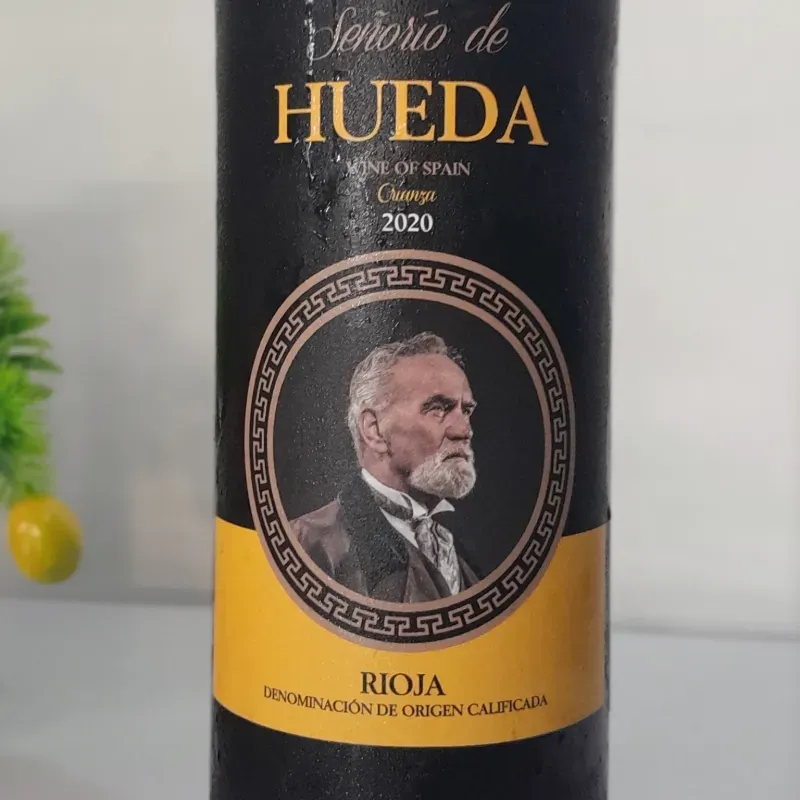 Señorío de
HUEDA
WINE OF SPAIN
Crianza
2020
RIOJA
DENOMINACIÓN DE ORIGEN CALIFICADA